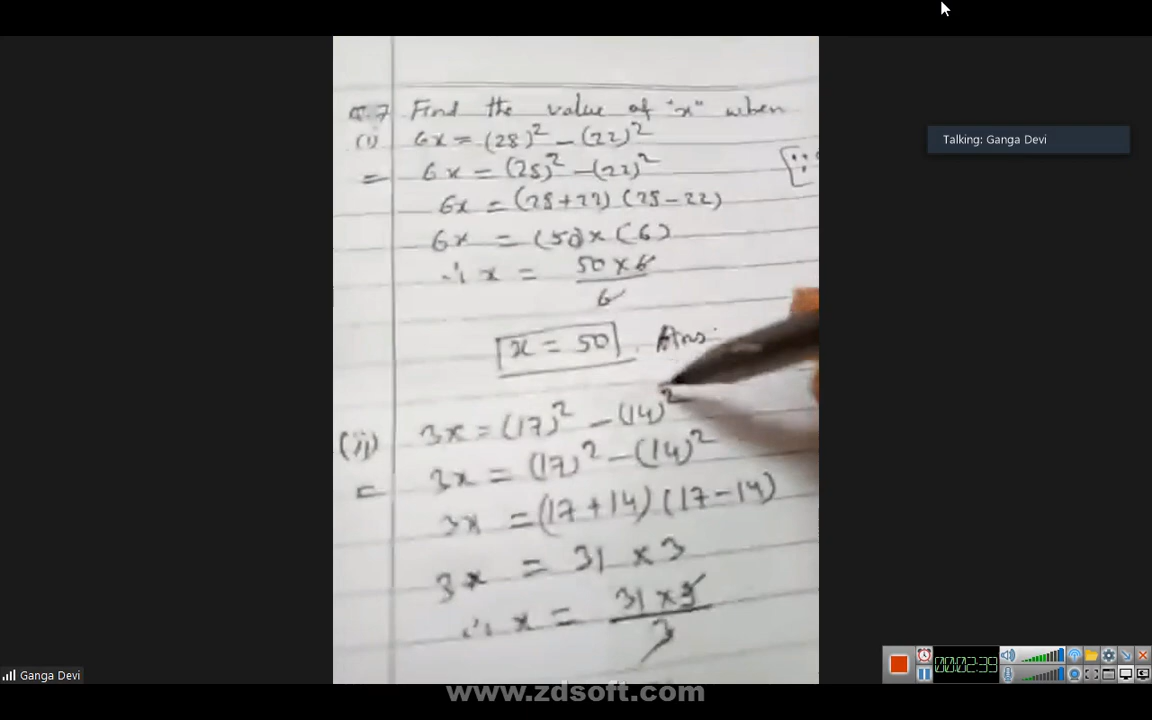 Talking: Ganga Devi
Q.7 Find the value of "x" when
(i) 6x = (28)² - (22)²
= 6x = (28)² - (22)²
6x = (28+22) (28-22)
6x = (50) x (6)
∴ x = 50 x 6
6
x = 50 . Ans.
(ii) 3x = (17)² - (14)²
= 3x = (17)² - (14)²
3x = (17+14) (17-14)
3x = 31 x 3
∴ x = 31 x 3
3
Ganga Devi
00:02:39
www.zdsoft.com